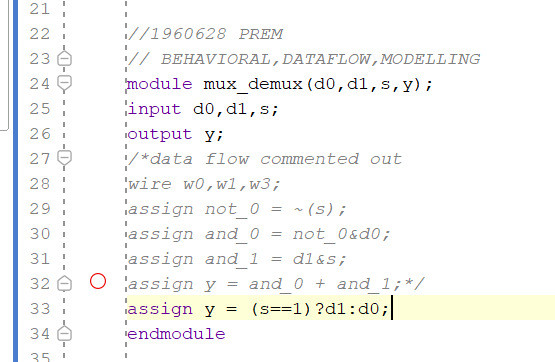 21
22 //1960628 PREM
23 // BEHAVIORAL,DATAFLOW,MODELLING
24 module mux_demux(d0,d1,s,y);
25 input d0,d1,s;
26 output y;
27 /*data flow commented out
28 wire w0,w1,w3;
29 assign not_0 = ~(s);
30 assign and_0 = not_0&d0;
31 assign and_1 = d1&s;
32 assign y = and_0 + and_1;*/
33 assign y = (s==1)?d1:d0;
34 endmodule
35